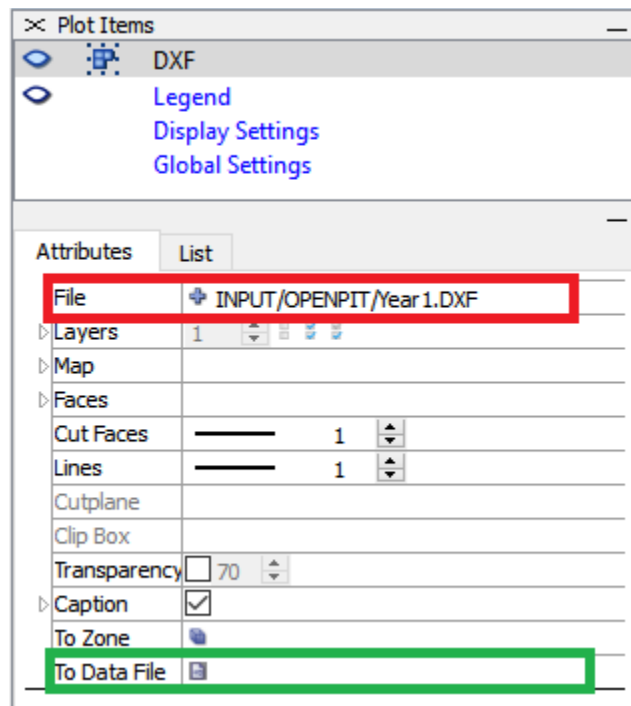 Plot Items
DXF
Legend
Display Settings
Global Settings
Attributes List
File INPUT/OPENPIT/Year1.DXF
Layers 1
Map
Faces
Cut Faces 1
Lines 1
Cutplane
Clip Box
Transparency 70
Caption
To Zone
To Data File